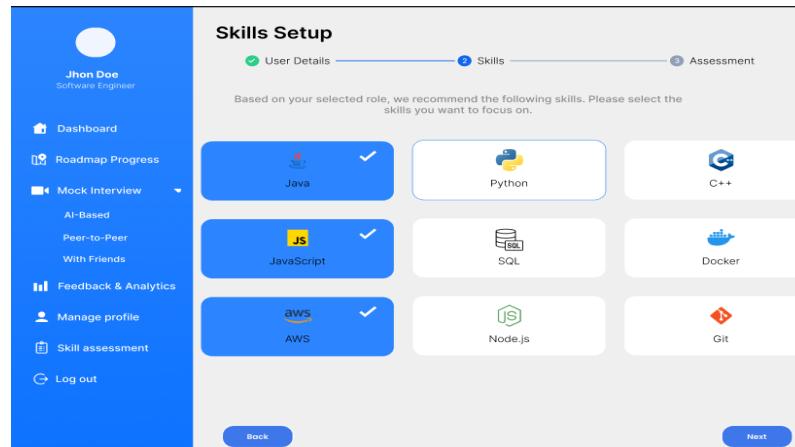 Skills Setup
User Details
2 Skills
3 Assessment
Jhon Doe
Software Engineer
Based on your selected role, we recommend the following skills. Please select the
skills you want to focus on.
Dashboard
Roadmap Progress
Mock Interview
AI-Based
Peer-to-Peer
With Friends
Feedback & Analytics
Manage profile
Skill assessment
Log out
Java
Python
C++
C++
JS
JavaScript
SQL
SQL
docker
Docker
aws
AWS
JS
Node.js
Git
Back
Next